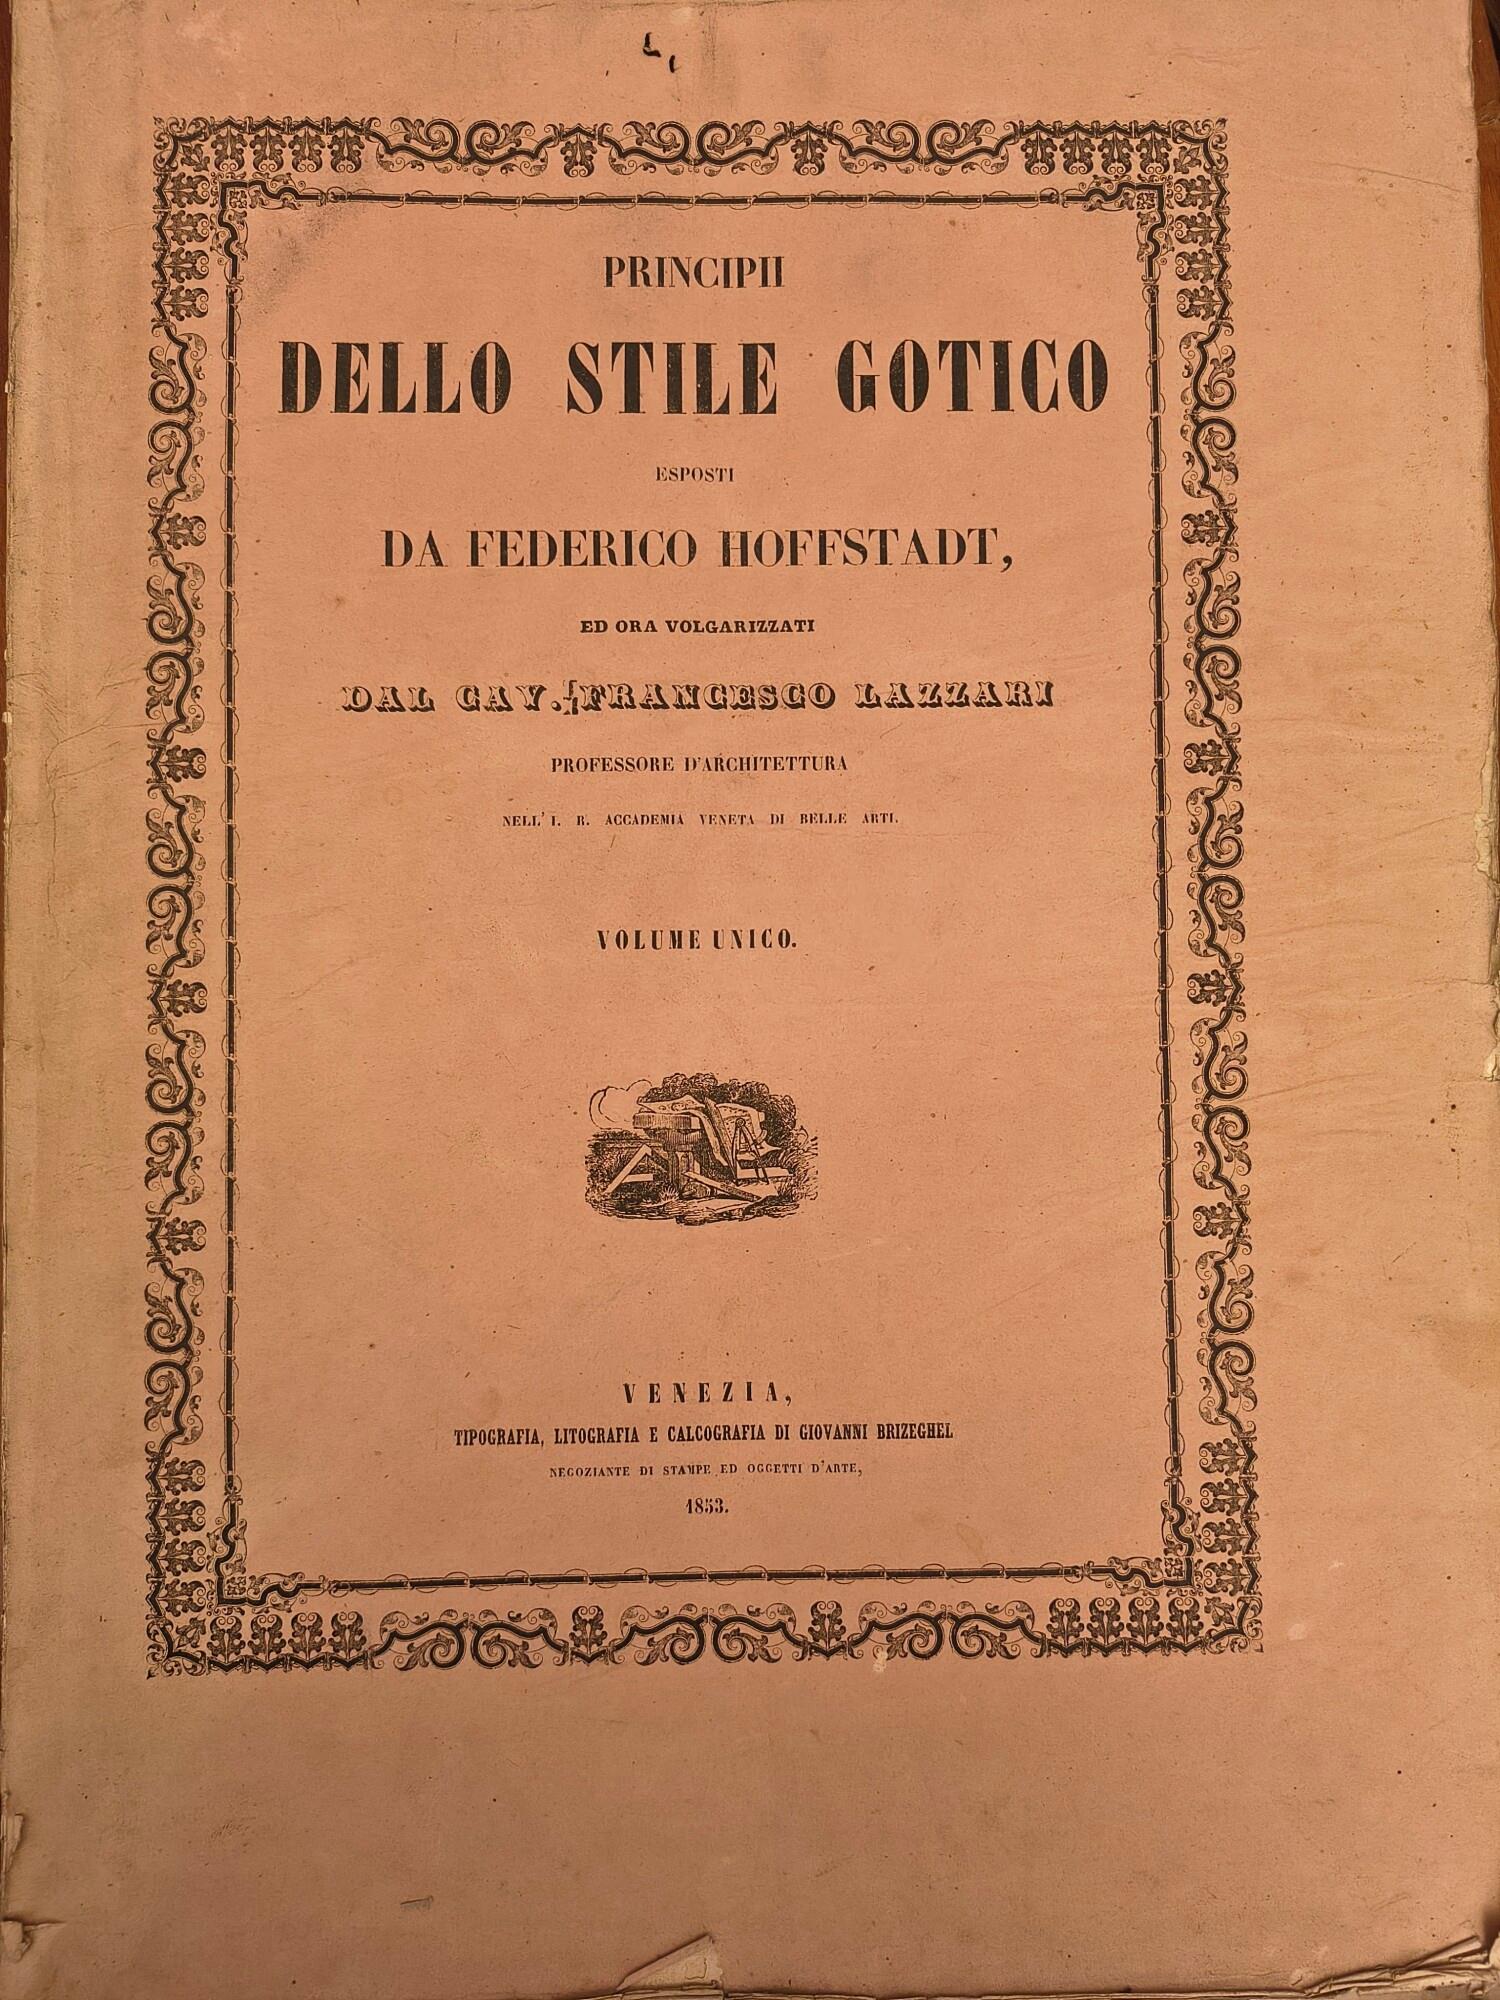 PRINCIPII
DELLO STILE GOTICO
ESPOSTI
DA FEDERICO HOFFSTADT,
ED ORA VOLGARIZZATI
DAL CAV. FRANCESCO LAZZARI
PROFESSORE D'ARCHITETTURA
NELL' I. R. ACCADEMIA VENETA DI BELLE ARTI.
VOLUME UNICO.
VENEZIA,
TIPOGRAFIA, LITOGRAFIA E CALCOGRAFIA DI GIOVANNI BRIZEGHEL
NEGOZIANTE DI STAMPE ED OGGETTI D'ARTE,
1853.